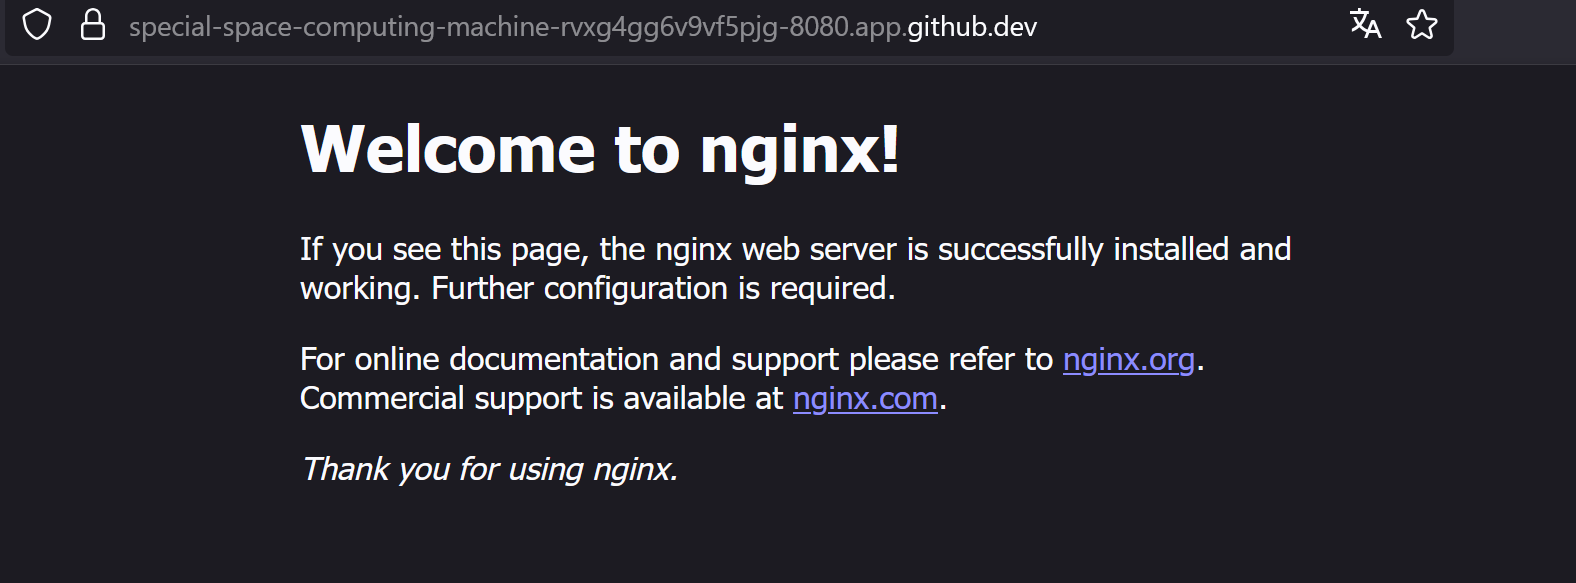 special-space-computing-machine-rvxg4gg6v9vf5pjg-8080.app.github.dev
Welcome to nginx!
If you see this page, the nginx web server is successfully installed and
working. Further configuration is required.
For online documentation and support please refer to nginx.org.
Commercial support is available at nginx.com.
Thank you for using nginx.